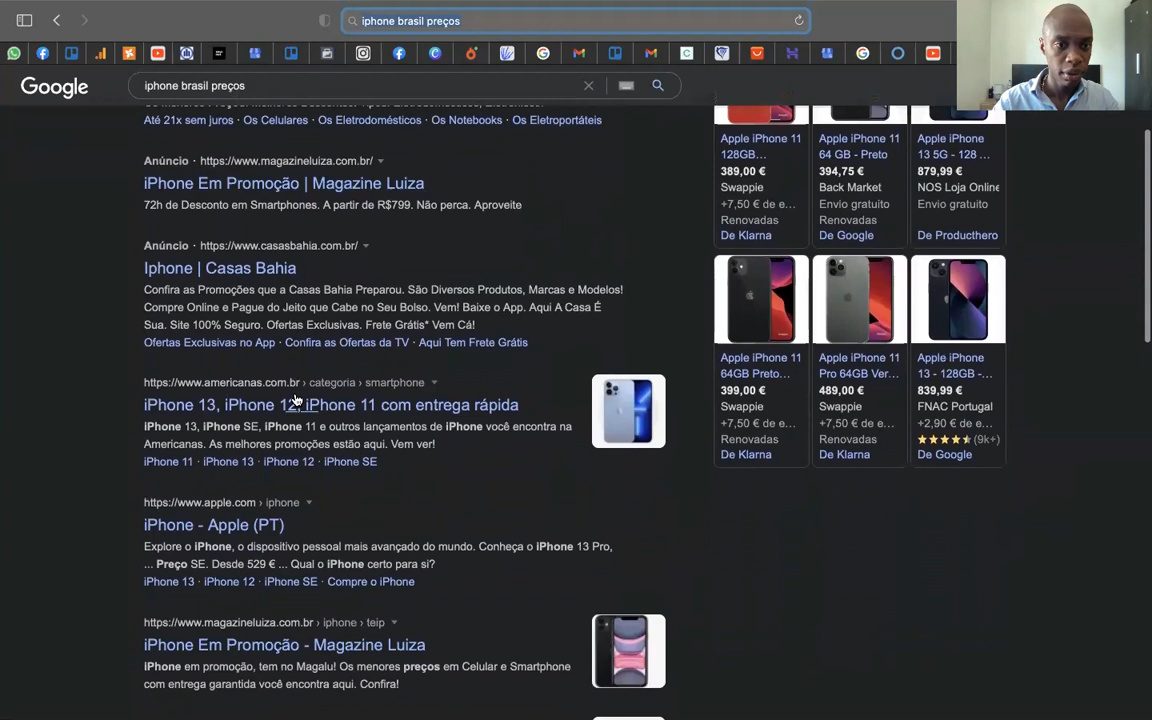 iphone brasil preços
Google
iphone brasil preços
Até 21x sem juros · Os Celulares · Os Eletrodomésticos · Os Notebooks · Os Eletroportáteis
Anúncio · https://www.magazineluiza.com.br/
iPhone Em Promoção | Magazine Luiza
72h de Desconto em Smartphones. A partir de R$799. Não perca. Aproveite
Anúncio · https://www.casasbahia.com.br/
Iphone | Casas Bahia
Confira as Promoções que a Casas Bahia Preparou. São Diversos Produtos, Marcas e Modelos!
Compre Online e Pague do Jeito que Cabe no Seu Bolso. Vem! Baixe o App. Aqui A Casa É
Sua. Site 100% Seguro. Ofertas Exclusivas. Frete Grátis* Vem Cá!
Ofertas Exclusivas no App · Confira as Ofertas da TV · Aqui Tem Frete Grátis
https://www.americanas.com.br › categoria › smartphone
iPhone 13, iPhone 12, iPhone 11 com entrega rápida
iPhone 13, iPhone SE, iPhone 11 e outros lançamentos de iPhone você encontra na
Americanas. As melhores promoções estão aqui. Vem ver!
iPhone 11 · iPhone 13 · iPhone 12 · iPhone SE
https://www.apple.com › iphone
iPhone - Apple (PT)
Explore o iPhone, o dispositivo pessoal mais avançado do mundo. Conheça o iPhone 13 Pro,
... Preço SE. Desde 529 € ... Qual o iPhone certo para si?
iPhone 13 · iPhone 12 · iPhone SE · Compre o iPhone
https://www.magazineluiza.com.br › iphone › teip
iPhone Em Promoção - Magazine Luiza
iPhone em promoção, tem no Magalu! Os menores preços em Celular e Smartphone
com entrega garantida você encontra aqui. Confira!
Apple iPhone 11
128GB...
389,00 €
Swappie
+7,50 € de e...
Renovadas
De Klarna
Apple iPhone 11
64 GB - Preto
394,75 €
Back Market
Envio gratuito
Renovadas
De Google
Apple iPhone
13 5G - 128 ...
879,99 €
NOS Loja Online
Envio gratuito
De Producthero
Apple iPhone 11
64GB Preto...
399,00 €
Swappie
+7,50 € de e...
Renovadas
De Klarna
Apple iPhone 11
Pro 64GB Ver...
489,00 €
Swappie
+7,50 € de e...
Renovadas
De Klarna
Apple iPhone
13 - 128GB -...
839,99 €
FNAC Portugal
+2,90 € de e...
(9k+)
De Google